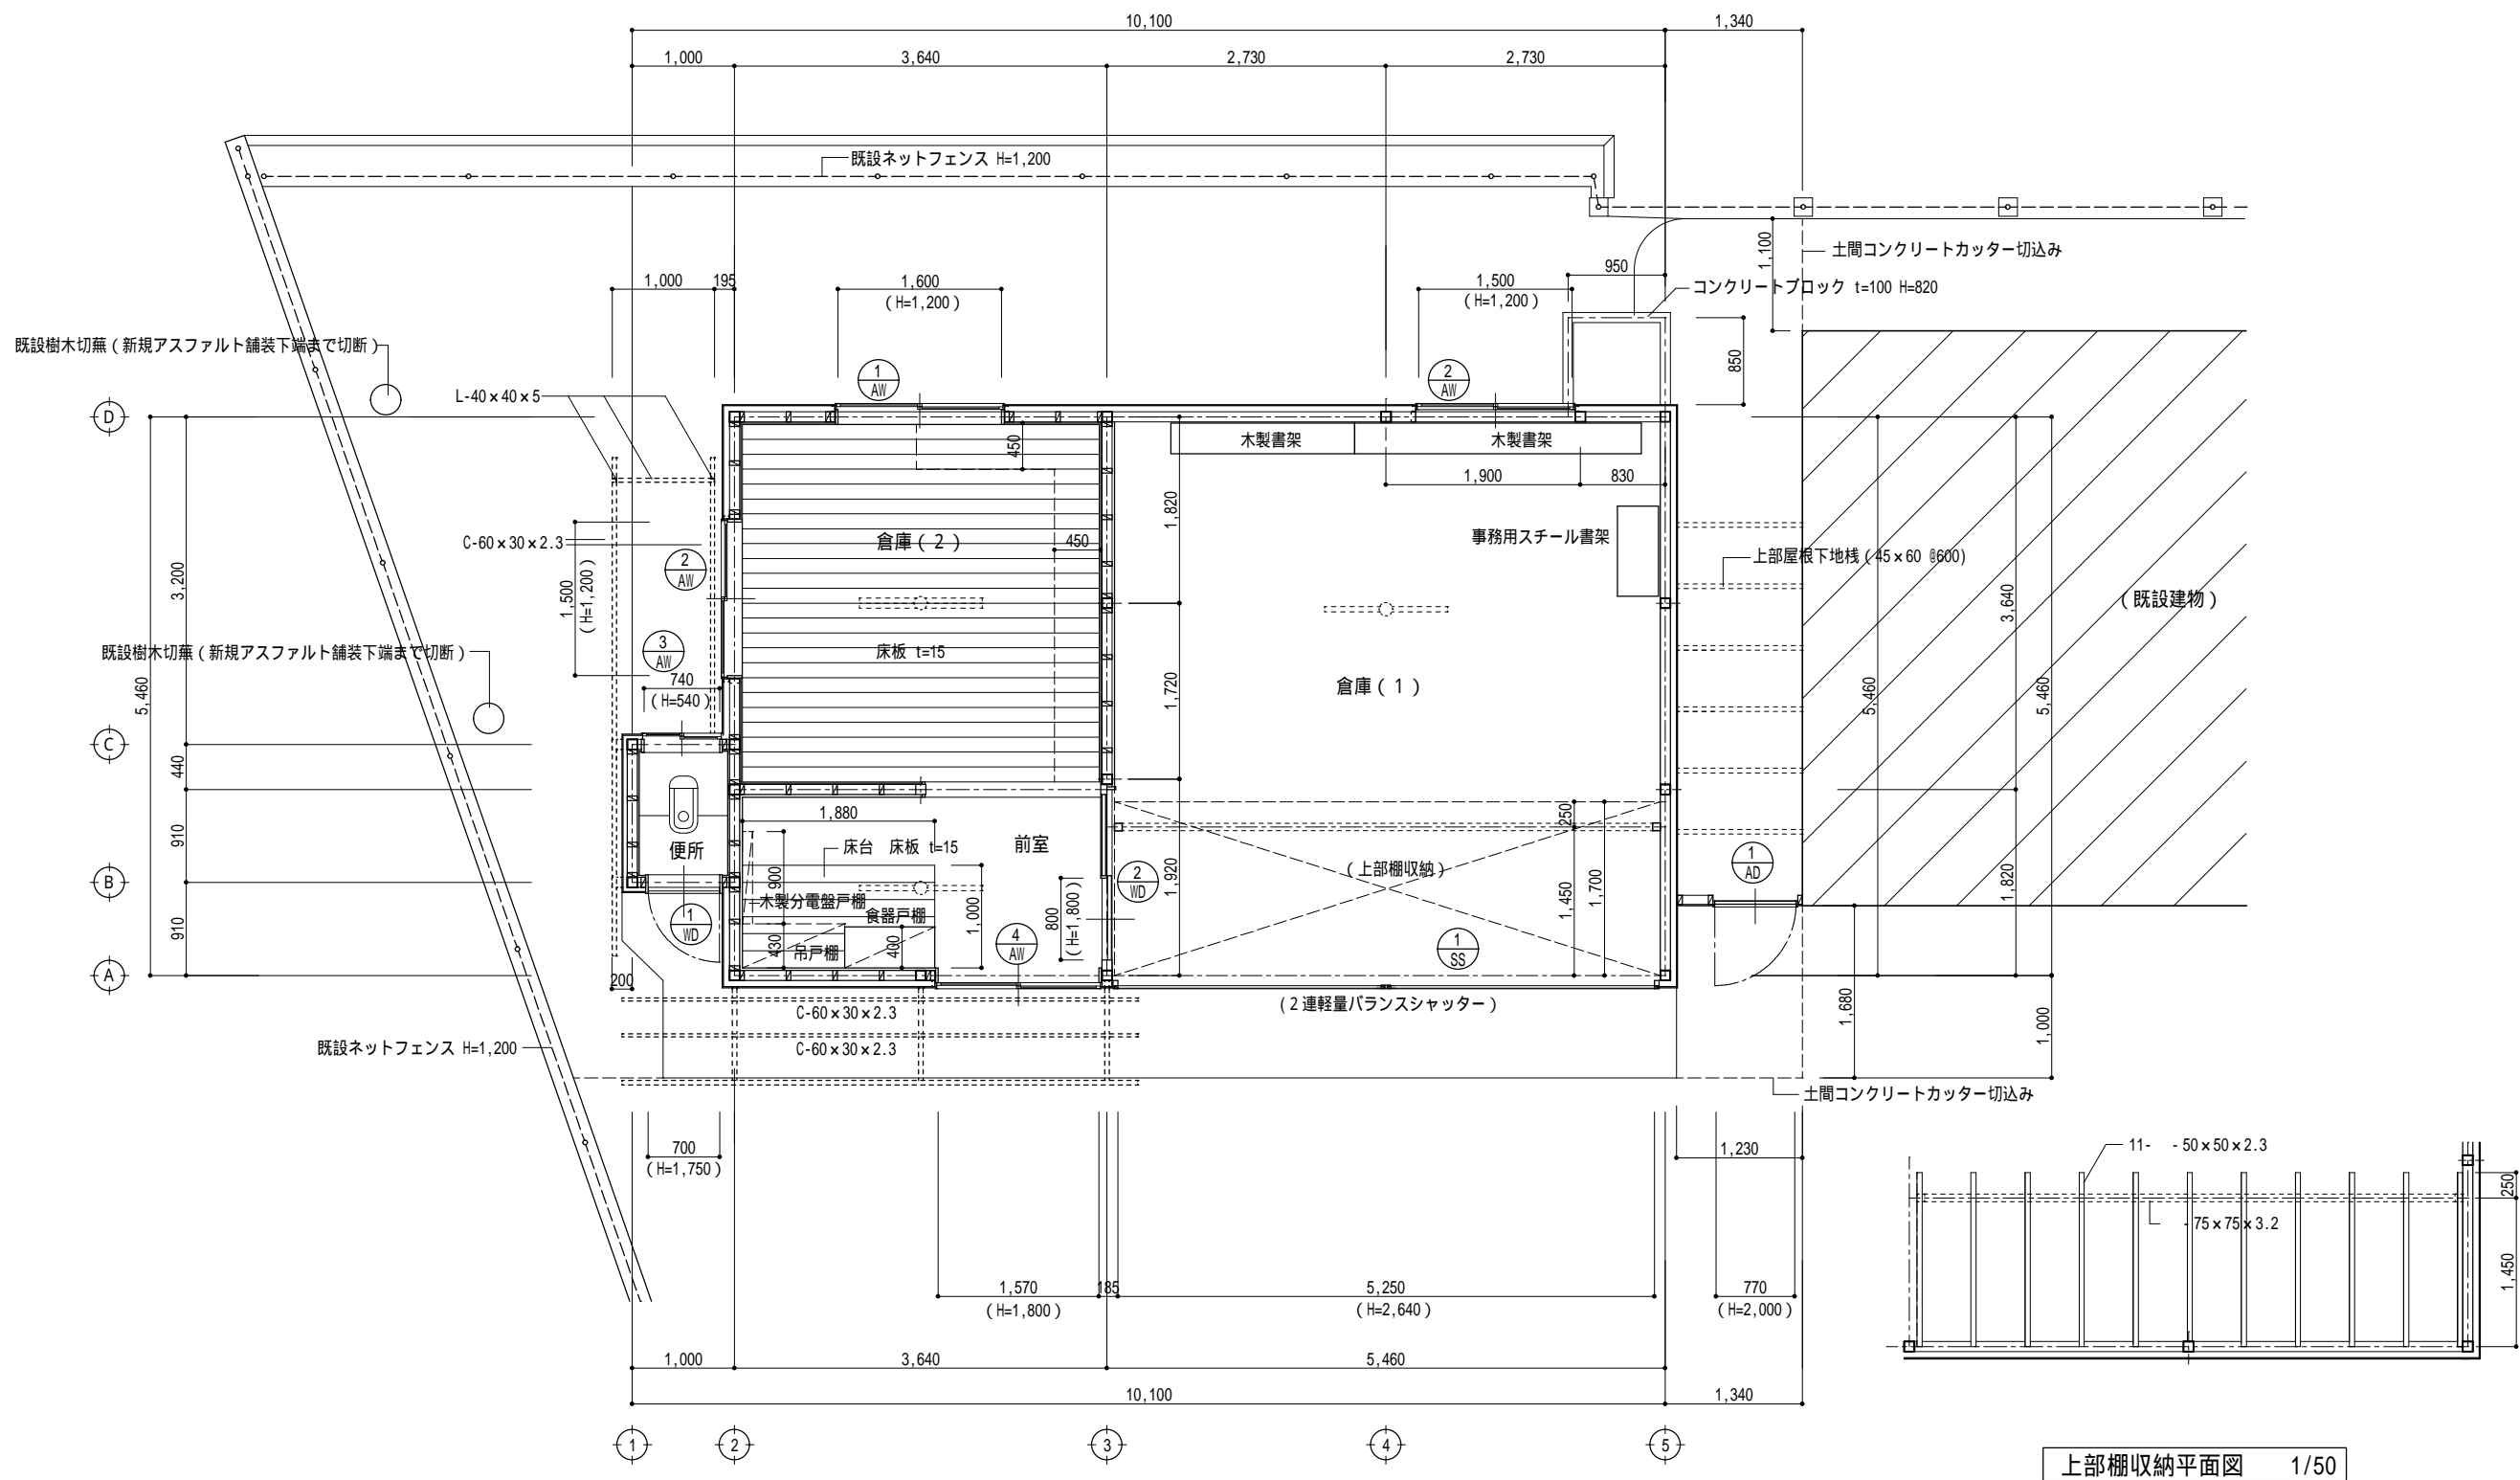 10,100
1,340
1,000
3,640
2,730
2,730
既設ネットフェンス H=1,200
土間コンクリートカッター切込み
1,100
950
コンクリートブロック t=100 H=820
1,000
195
1,600
(H=1,200)
1,500
(H=1,200)
850
既設樹木切蕪(新規アスファルト舗装下端まで切断)
L-40×40×5
1
AW
2
AW
D
450
木製書架
木製書架
1,900
830
1,820
事務用スチール書架
C-60×30×2.3
倉庫(2)
450
上部屋根下地桟(45×60 @600)
2
AW
1,500
(H=1,200)
3,200
3,640
(既設建物)
既設樹木切蕪(新規アスファルト舗装下端まで切断)
3
AW
床板 t=15
740
(H=540)
倉庫(1)
1,720
5,460
5,460
5,460
C
440
1,880
前室
250
910
便所
床台 床板 t=15
(上部棚収納)
1
AD
B
900
木製分電盤戸棚
食器戸棚
1,000
800
(H=1,800)
2
WD
1,920
1,450
1,700
1,820
910
1
WD
430
吊戸棚
400
4
AW
1
SS
A
200
C-60×30×2.3
(2連軽量バランスシャッター)
1,680
1,000
既設ネットフェンス H=1,200
C-60×30×2.3
土間コンクリートカッター切込み
700
(H=1,750)
1,230
11- -50×50×2.3
250
-75×75×3.2
1,450
1,570
(H=1,800)
185
5,250
(H=2,640)
770
(H=2,000)
1,000
3,640
5,460
10,100
1,340
1
2
3
4
5
上部棚収納平面図 1/50